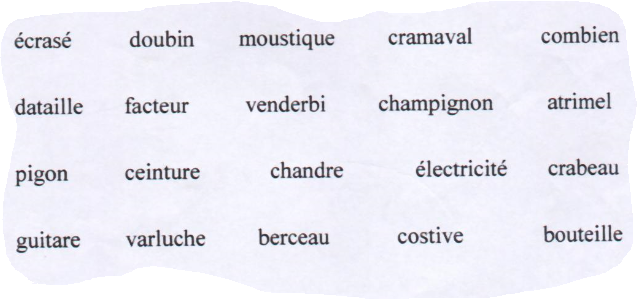 écrasé doubin moustique cramaval combien
dataille facteur venderbi champignon atrimel
pigon ceinture chandre électricité crabeau
guitare varluche berceau costive bouteille